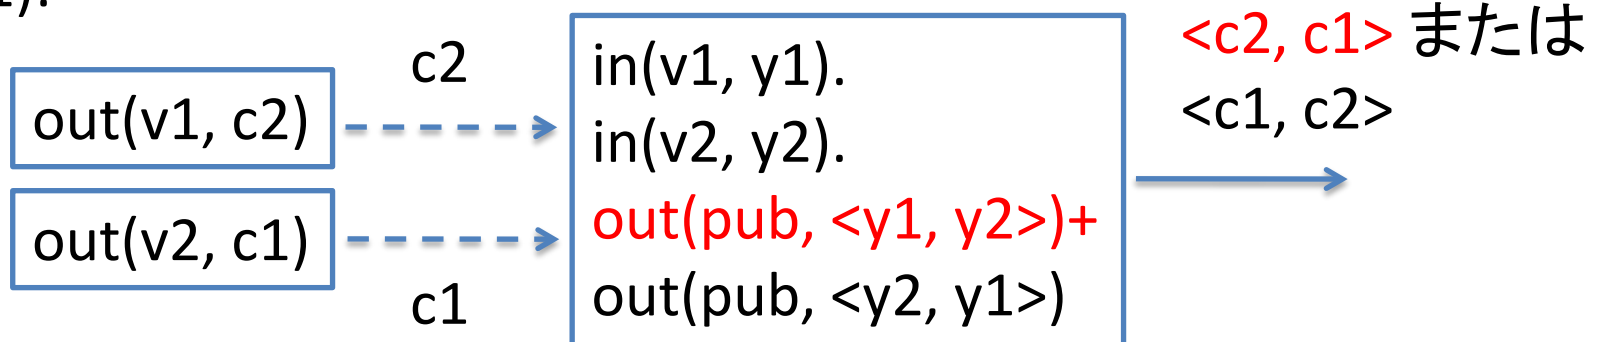 c2
out(v1, c2)
out(v2, c1)
c1
in(v1, y1).
in(v2, y2).
out(pub, <y1, y2>)+
out(pub, <y2, y1>)
<c2, c1> または
<c1, c2>